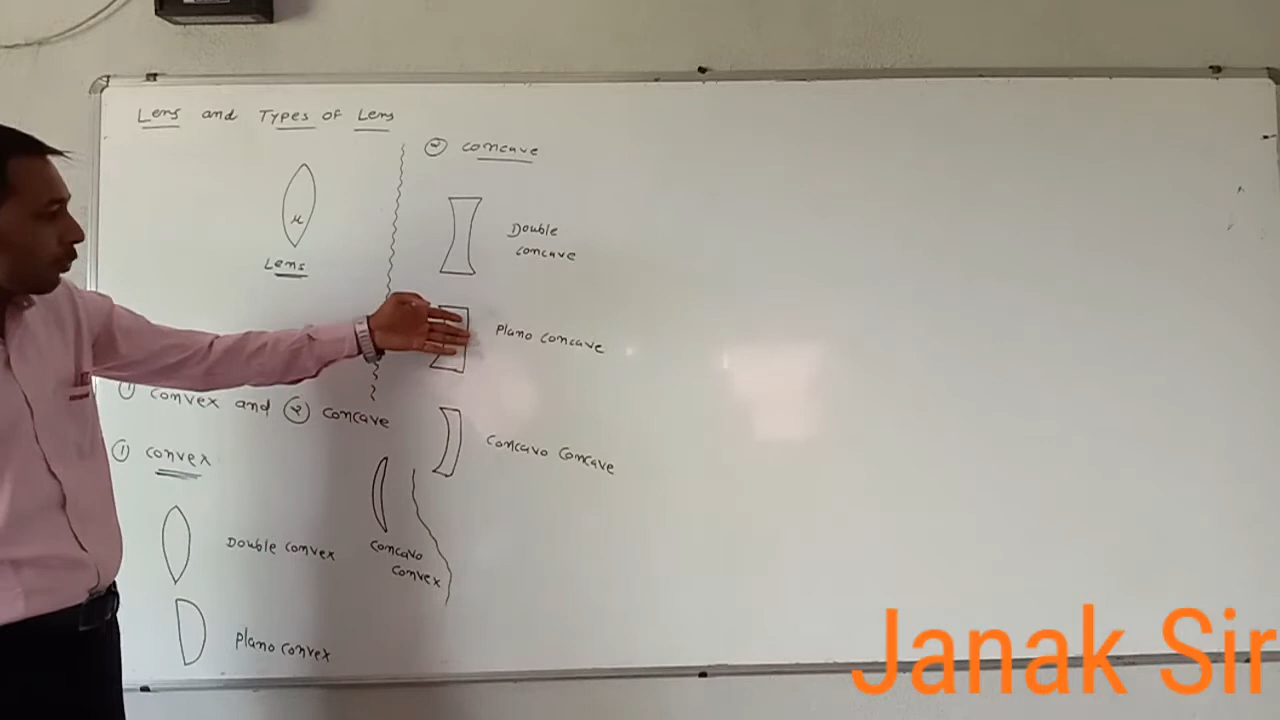 Lens and Types of Lens
μ
Lens
① convex and ② concave
① convex
Double convex
Plano convex
concavo
convex
② concave
Double
concave
Plano concave
concavo concave
Janak Sir